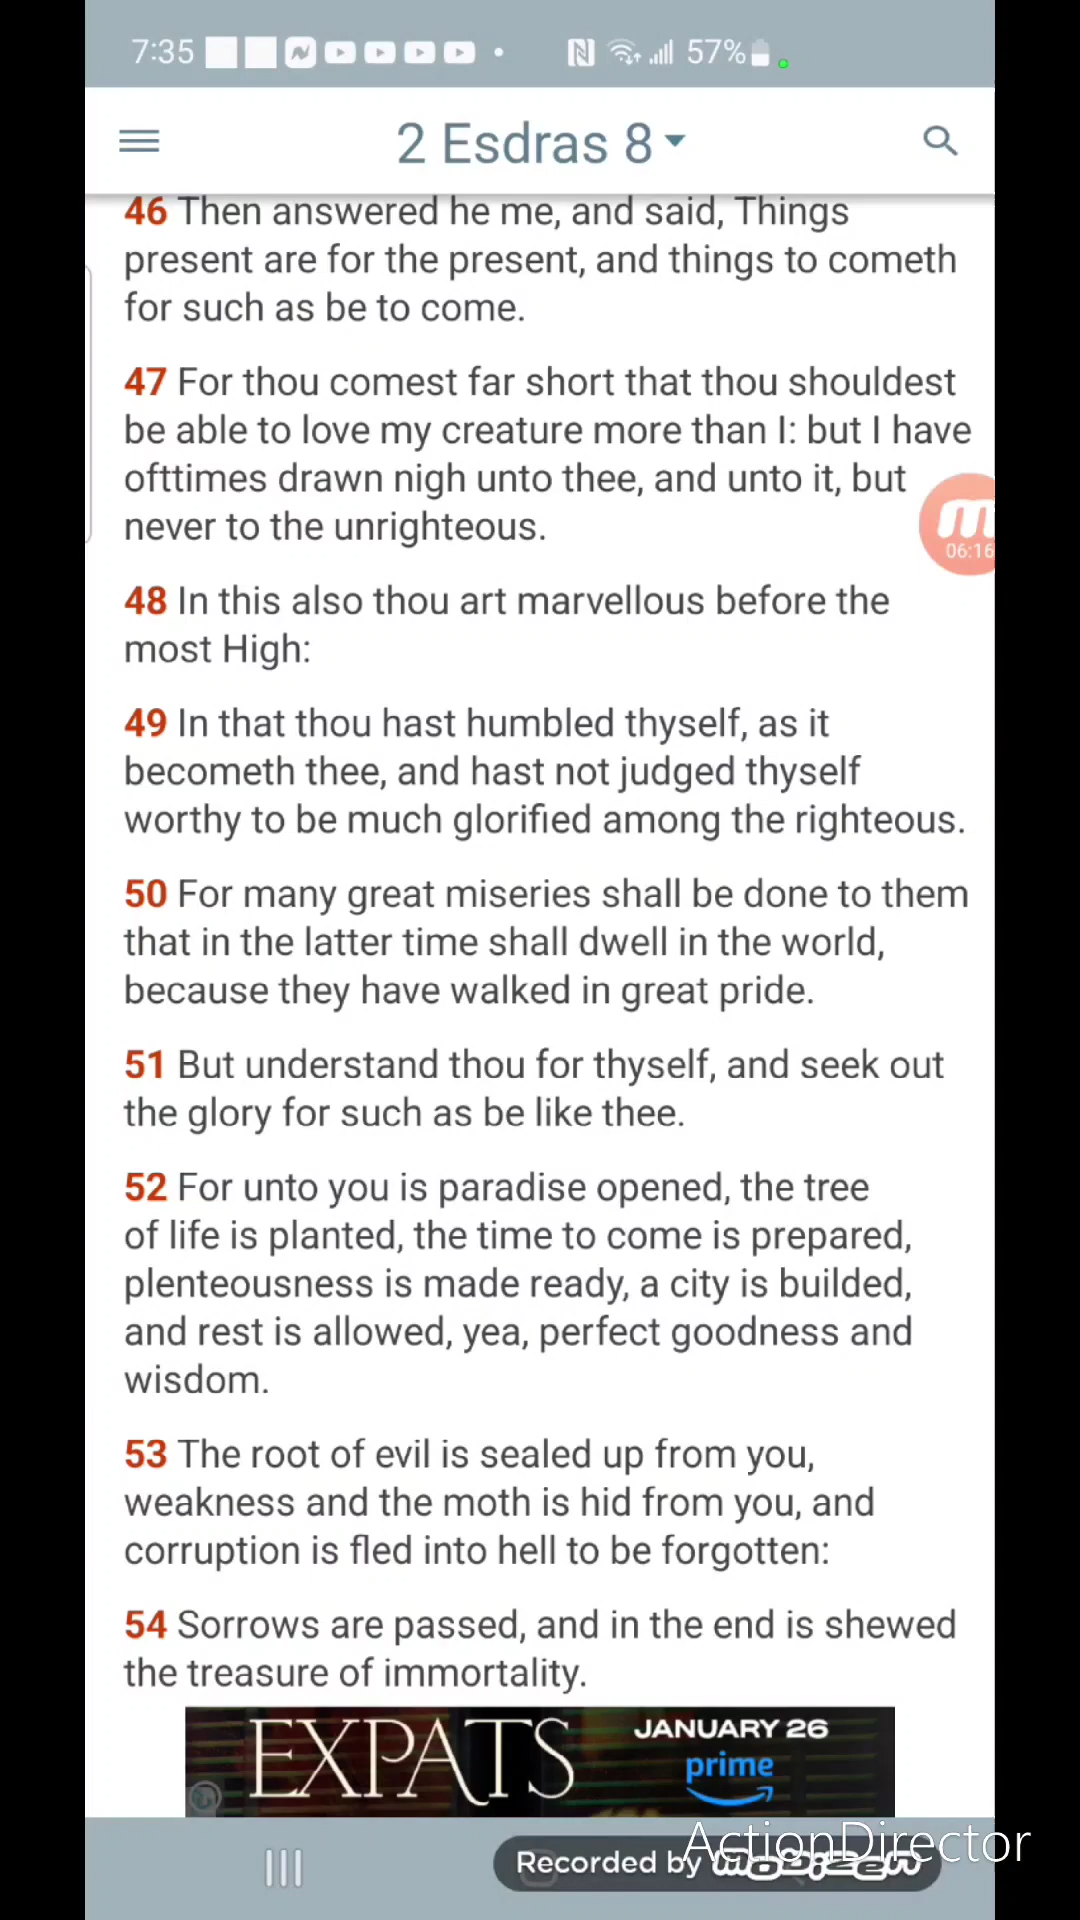 7:35 57%
2 Esdras 8
46 Then answered he me, and said, Things
present are for the present, and things to cometh
for such as be to come.
47 For thou comest far short that thou shouldest
be able to love my creature more than I: but I have
ofttimes drawn nigh unto thee, and unto it, but
never to the unrighteous.
06:16
48 In this also thou art marvellous before the
most High:
49 In that thou hast humbled thyself, as it
becometh thee, and hast not judged thyself
worthy to be much glorified among the righteous.
50 For many great miseries shall be done to them
that in the latter time shall dwell in the world,
because they have walked in great pride.
51 But understand thou for thyself, and seek out
the glory for such as be like thee.
52 For unto you is paradise opened, the tree
of life is planted, the time to come is prepared,
plenteousness is made ready, a city is builded,
and rest is allowed, yea, perfect goodness and
wisdom.
53 The root of evil is sealed up from you,
weakness and the moth is hid from you, and
corruption is fled into hell to be forgotten:
54 Sorrows are passed, and in the end is shewed
the treasure of immortality.
EXPATS JANUARY 26
prime
ActionDirector
Recorded by mobizen